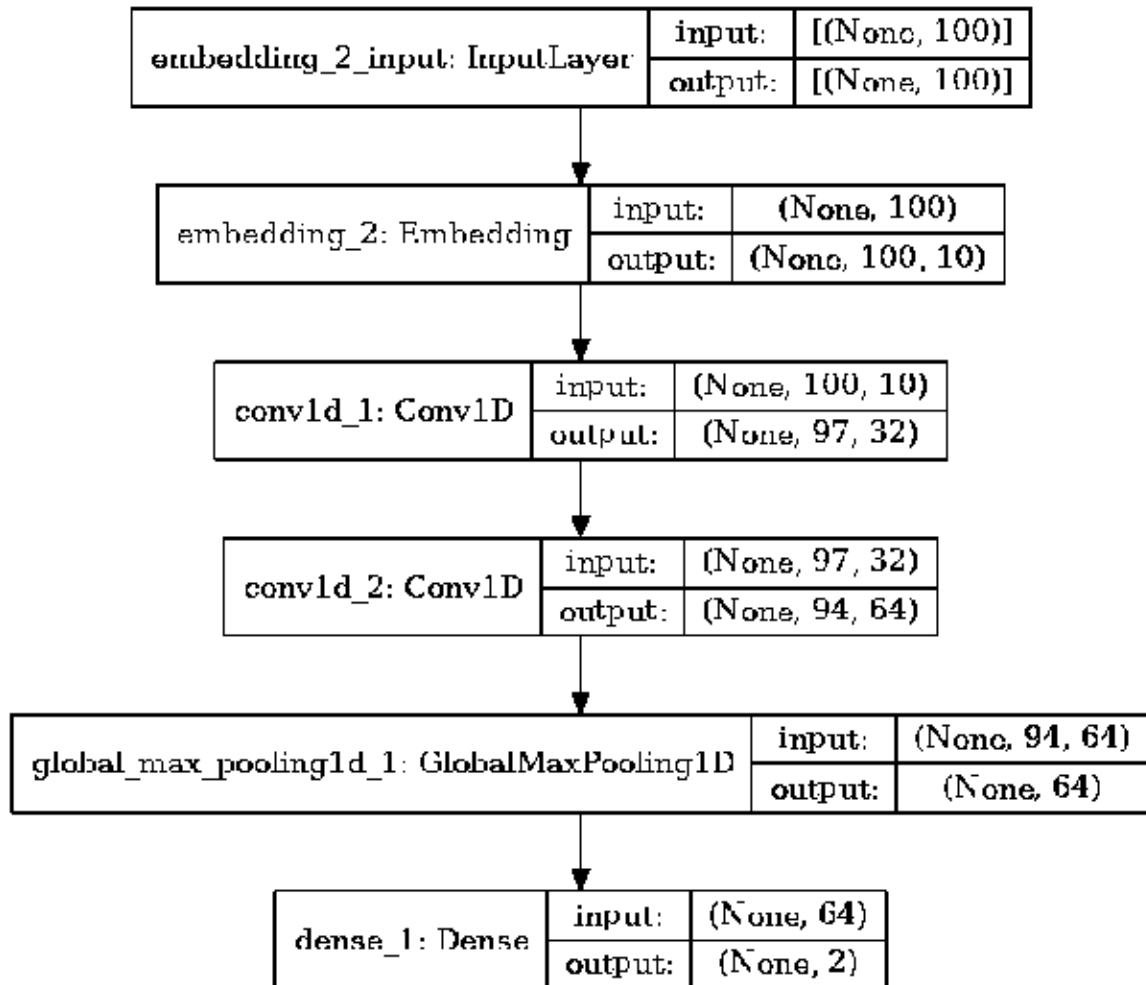 embedding_2_input: InputLayer
input: [(None, 100)]
output: [(None, 100)]
embedding_2: Embedding
input: (None, 100)
output: (None, 100, 10)
conv1d_1: Conv1D
input: (None, 100, 10)
output: (None, 97, 32)
conv1d_2: Conv1D
input: (None, 97, 32)
output: (None, 94, 64)
global_max_pooling1d_1: GlobalMaxPooling1D
input: (None, 94, 64)
output: (None, 64)
dense_1: Dense
input: (None, 64)
output: (None, 2)